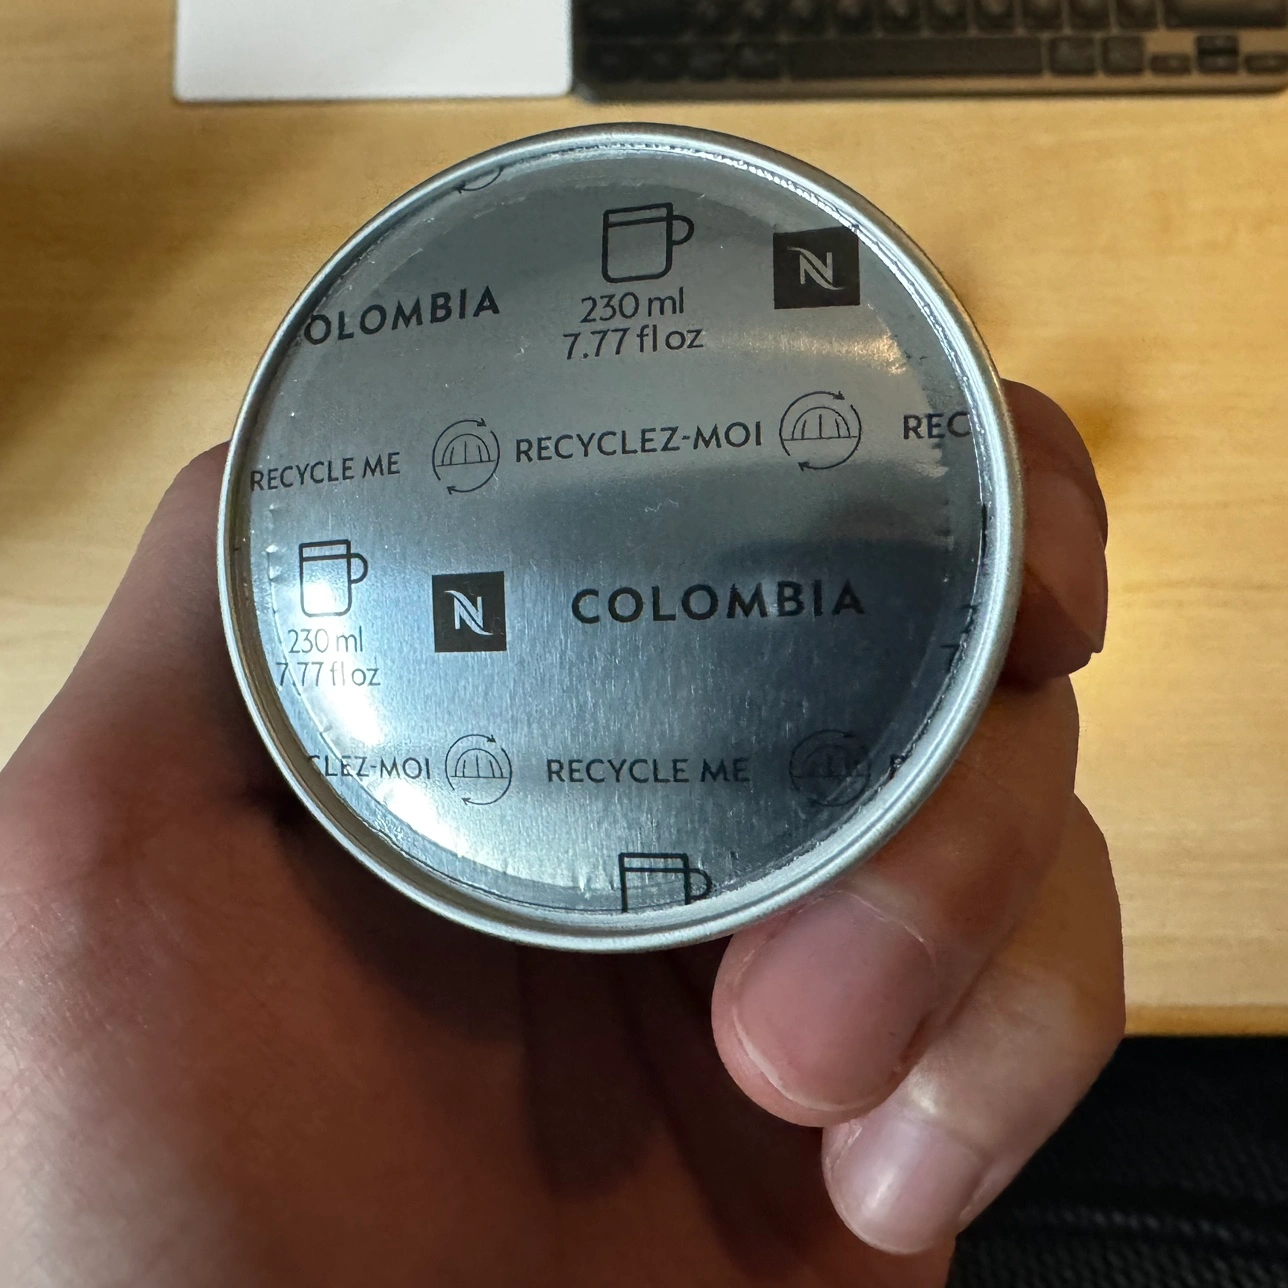 OLOMBIA
230 ml
7.77 fl oz
N
RECYCLE ME
RECYCLEZ-MOI
REC
230 ml
7.77 fl oz
N
COLOMBIA
7
CLEZ-MOI
RECYCLE ME